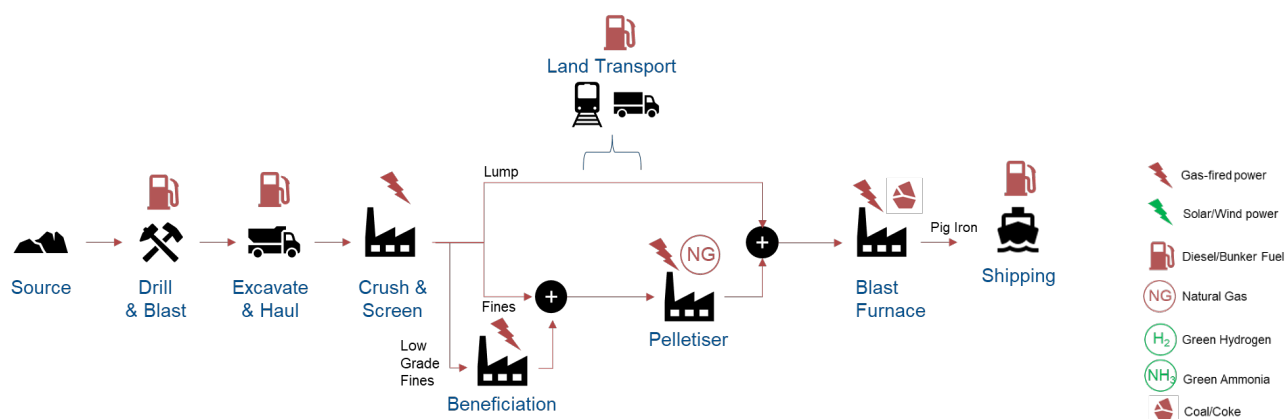 Land Transport
Lump
Source
Drill
& Blast
Excavate
& Haul
Crush &
Screen
Fines
Low
Grade
Fines
Beneficiation
NG
Pelletiser
Blast
Furnace
Pig Iron
Shipping
Gas-fired power
Solar/Wind power
Diesel/Bunker Fuel
NG Natural Gas
H₂ Green Hydrogen
NH₃ Green Ammonia
Coal/Coke